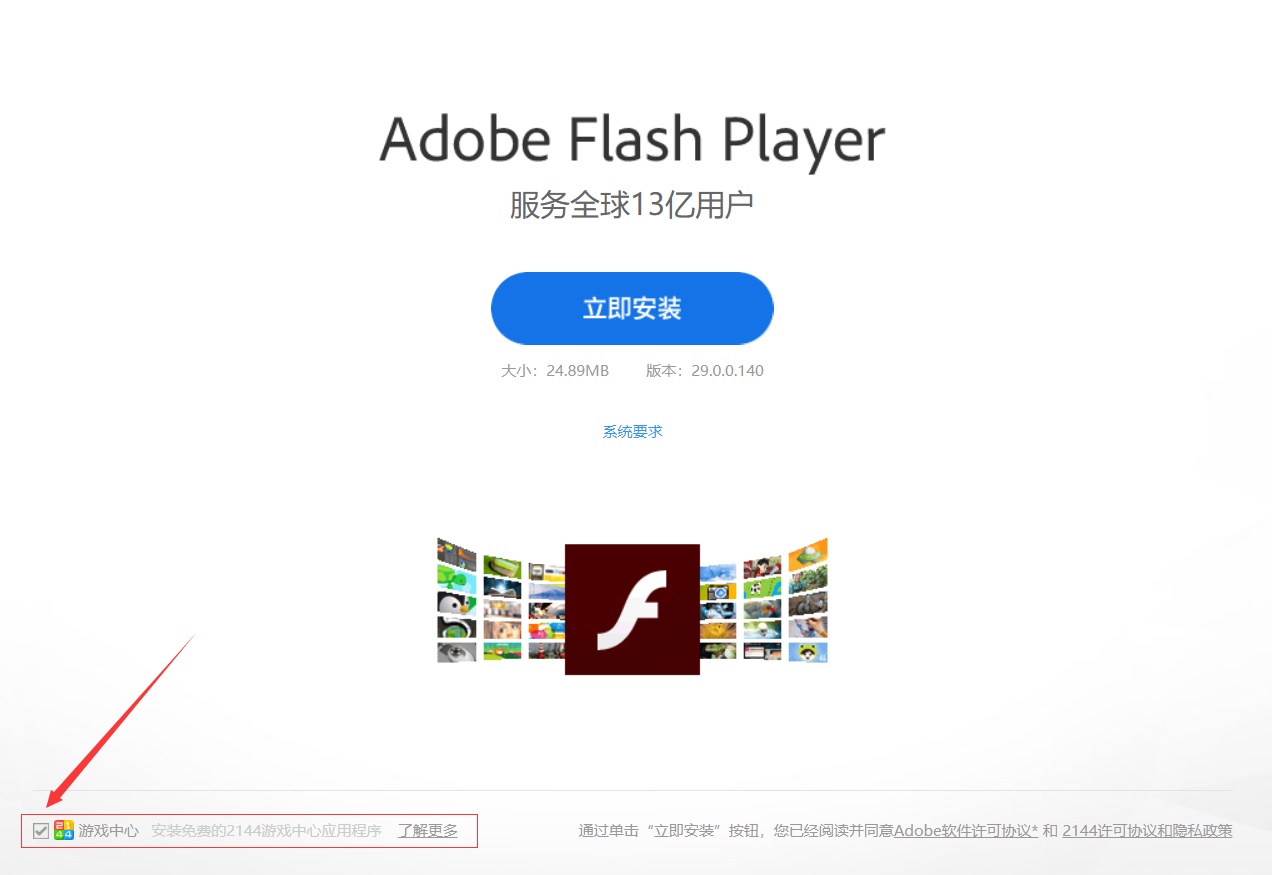 Adobe Flash Player
服务全球13亿用户
立即安装
大小：24.89MB 版本：29.0.0.140
系统要求
2144 游戏中心 安装免费的2144游戏中心应用程序 了解更多
通过单击“立即安装”按钮，您已经阅读并同意Adobe软件许可协议* 和 2144许可协议和隐私政策